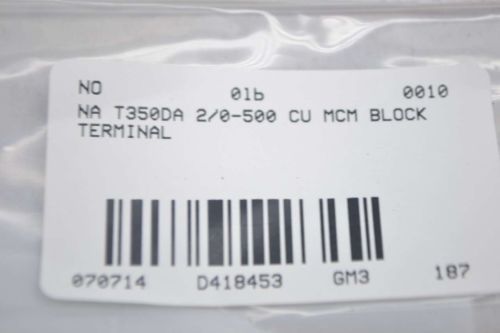 NO 01b 0010
NA T350DA 2/0-500 CU MCM BLOCK
TERMINAL
070714 D418453 GM3 187